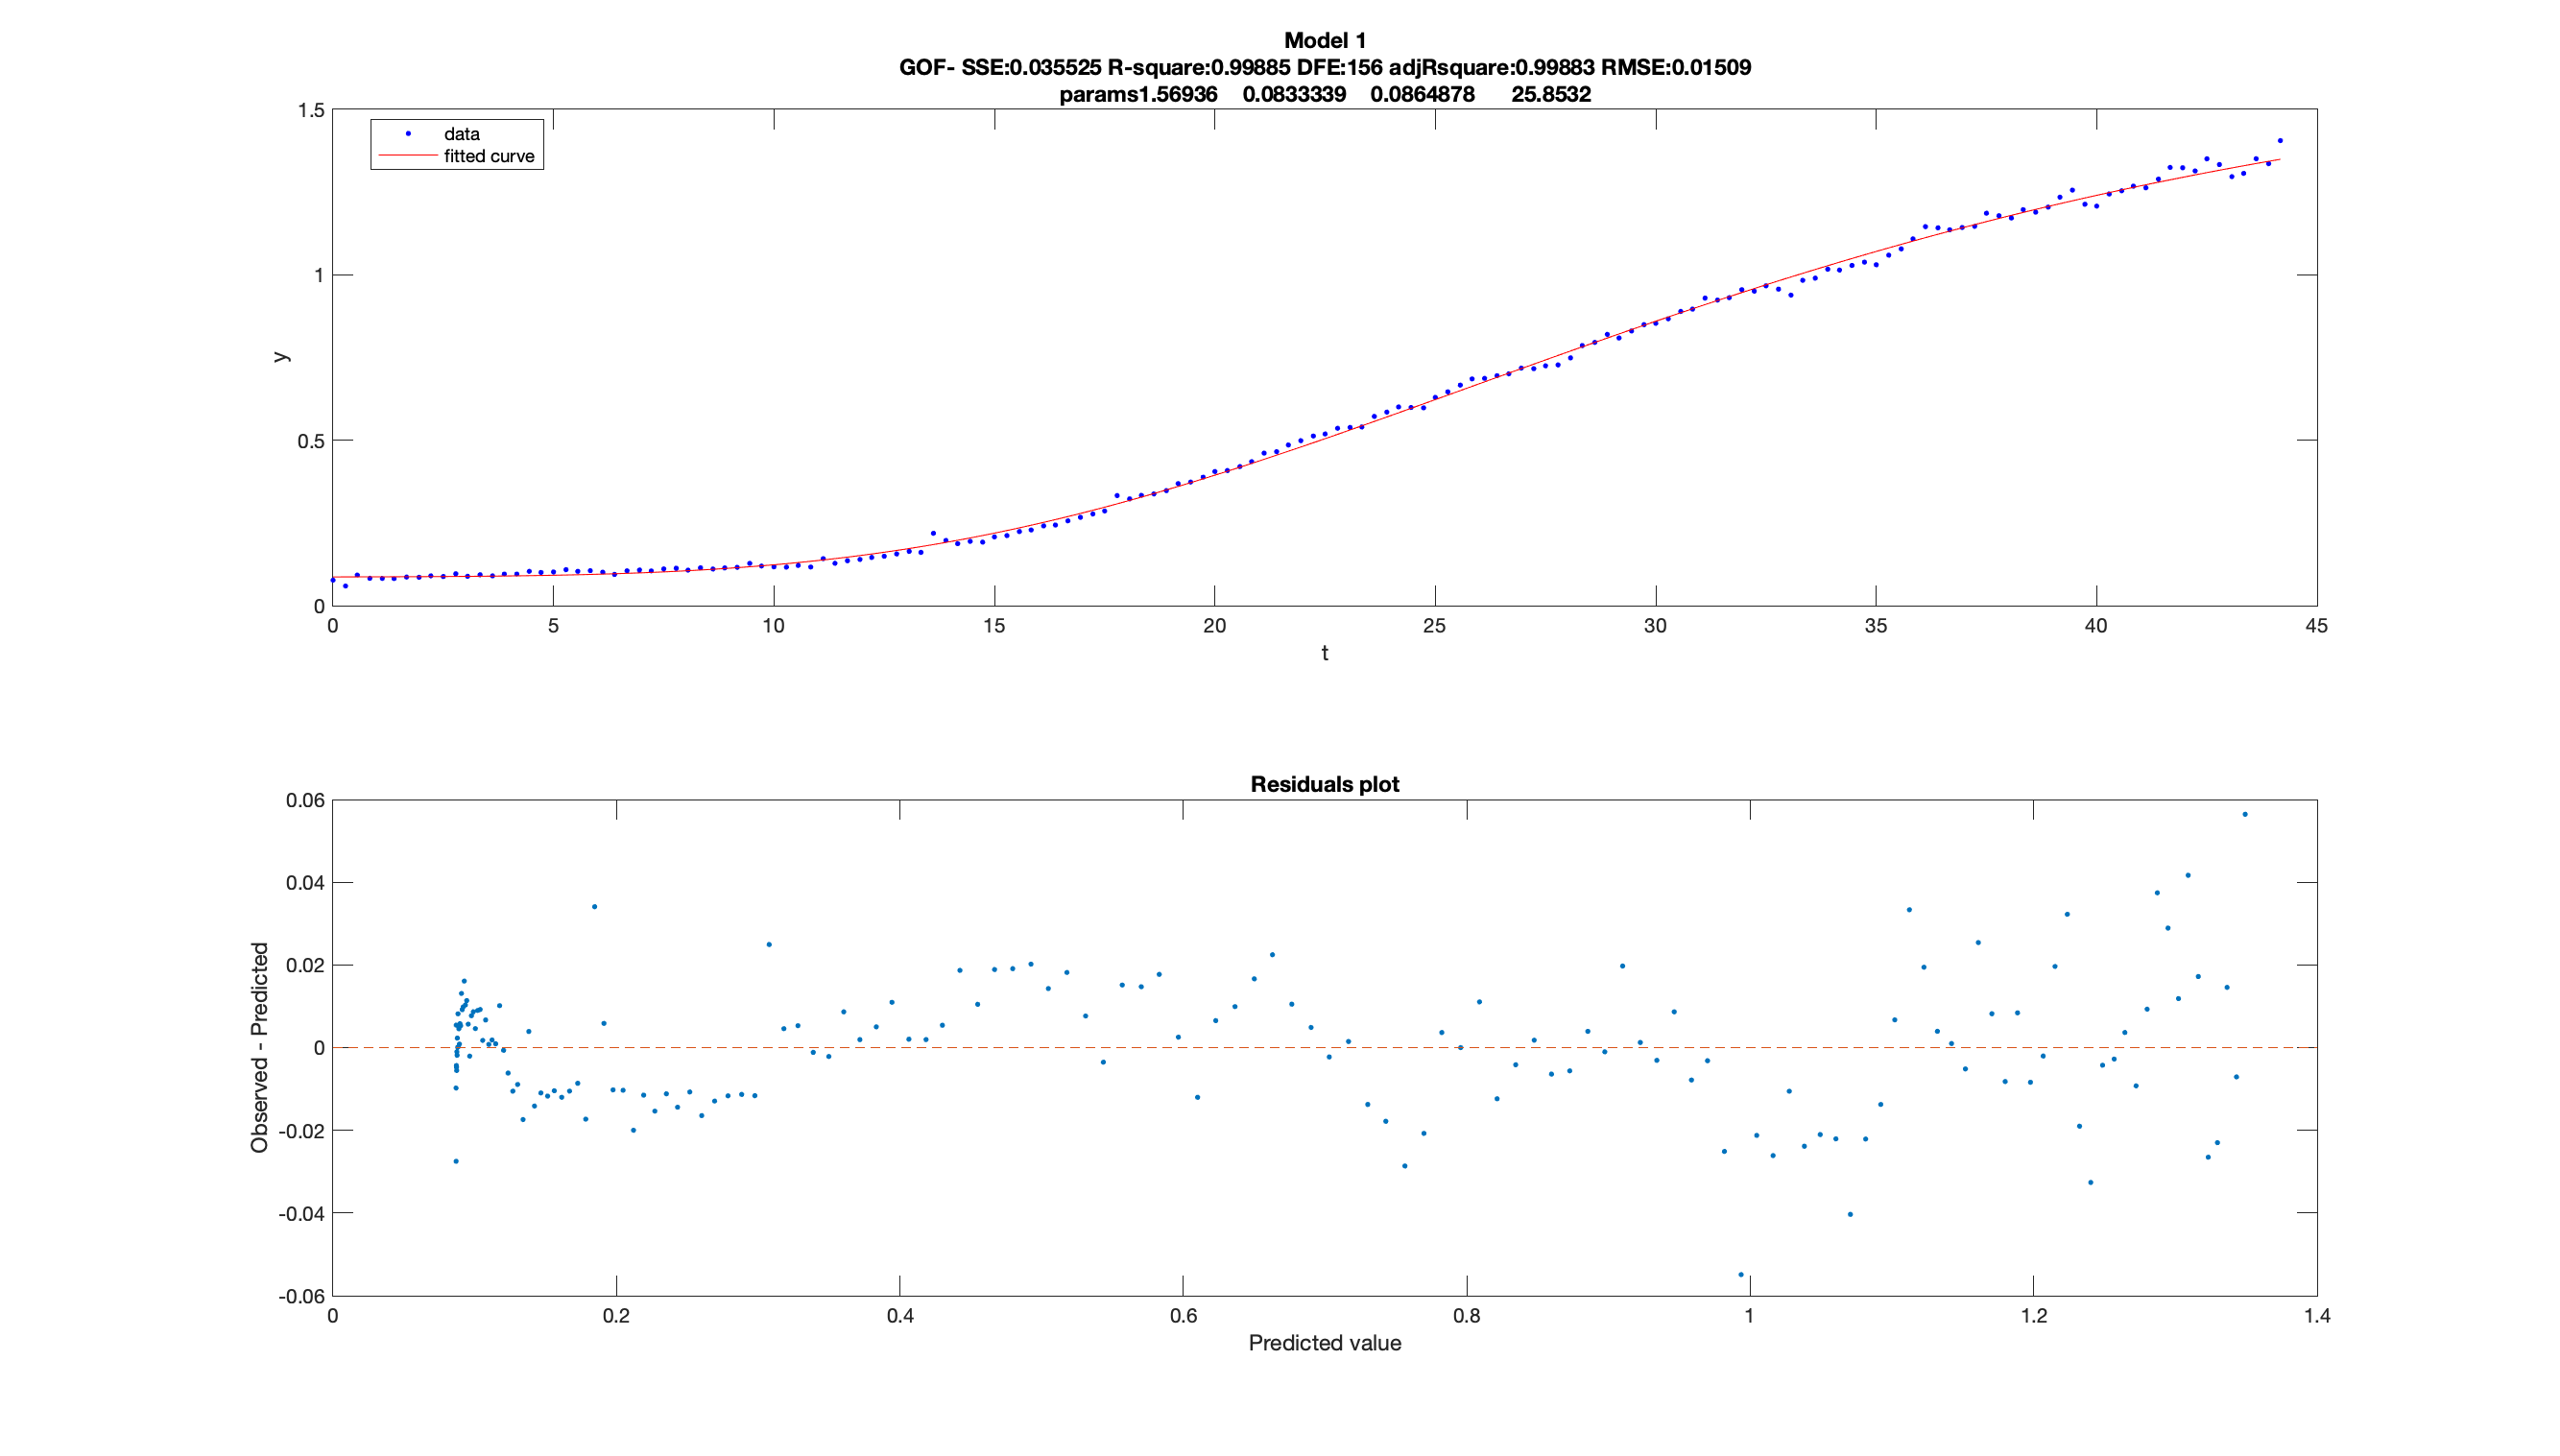 Model 1
GOF- SSE:0.035525 R-square:0.99885 DFE:156 adjRsquare:0.99883 RMSE:0.01509
params1.56936 0.0833339 0.0864878 25.8532
data
fitted curve
1.5
1
0.5
0
y
0 5 10 15 20 25 30 35 40 45
t
Residuals plot
0.06
0.04
0.02
0
-0.02
-0.04
-0.06
Observed - Predicted
0 0.2 0.4 0.6 0.8 1 1.2 1.4
Predicted value